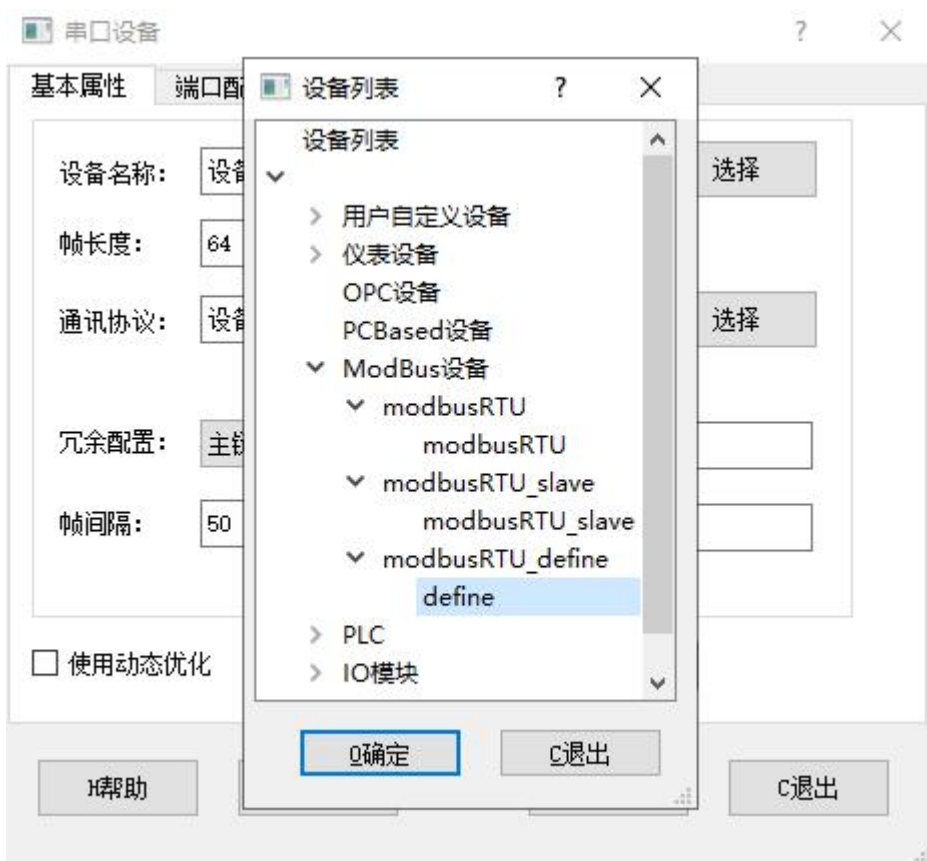 串口设备
?
基本属性
端口配
设备列表
?
设备列表
设备名称:
设备
选择
用户自定义设备
帧长度:
64
仪表设备
OPC设备
通讯协议:
设备
PCBased设备
选择
ModBus设备
modbusRTU
冗余配置:
主链
modbusRTU
modbusRTU_slave
帧间隔:
50
modbusRTU_slave
modbusRTU_define
define
PLC
使用动态优化
IO模块
O确定
C退出
H帮助
C退出